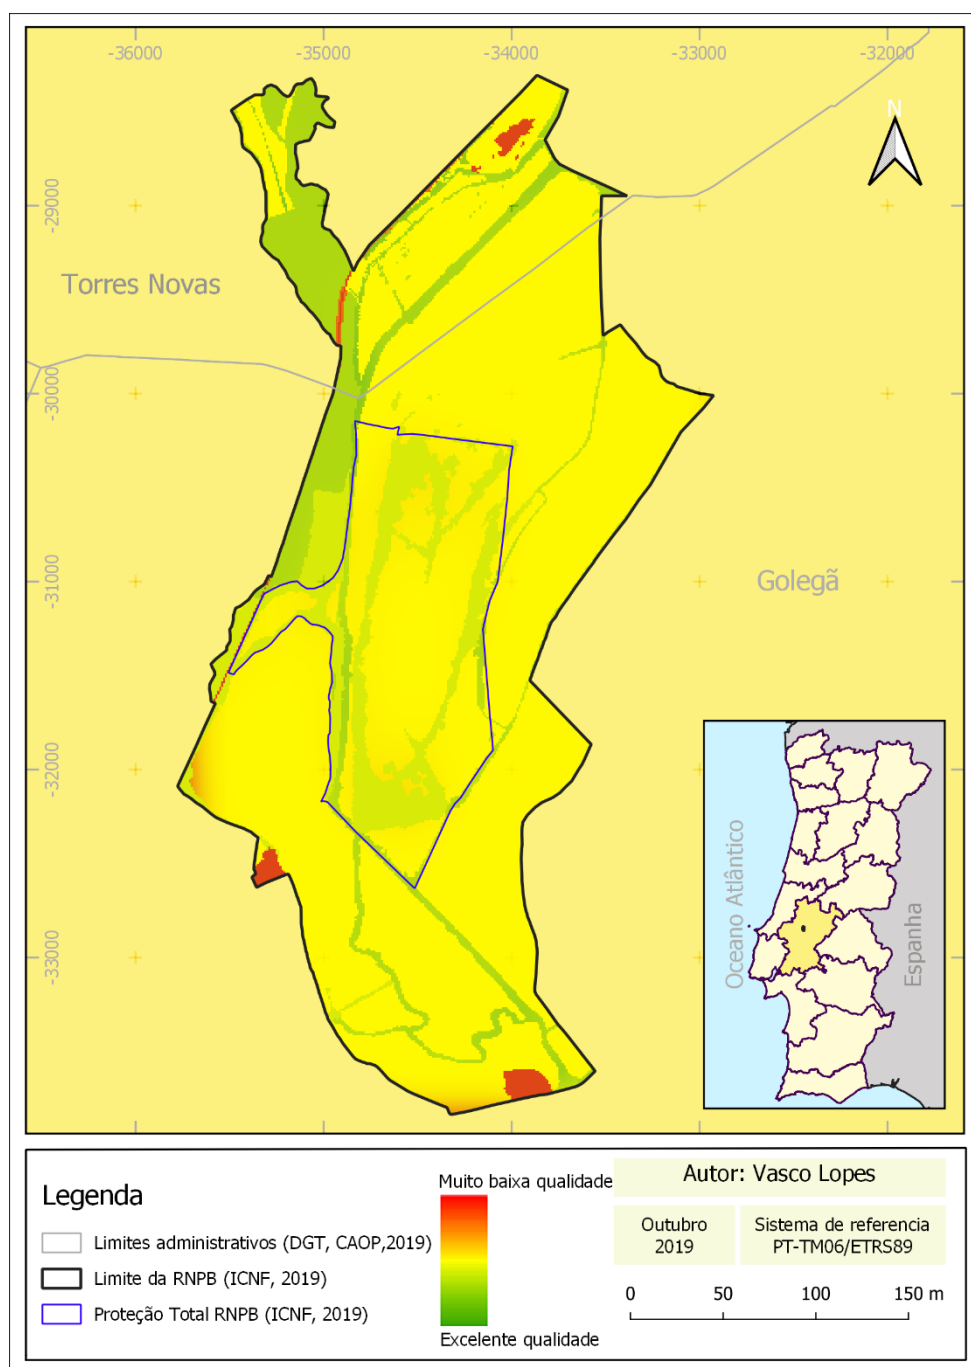 -36000
-35000
-34000
-33000
-32000
N
-29000
Torres Novas
-30000
-31000
Golegã
-32000
-33000
Oceano Atlântico
Espanha
Legenda
Limites administrativos (DGT, CAOP,2019)
Limite da RNPB (ICNF, 2019)
Proteção Total RNPB (ICNF, 2019)
Muito baixa qualidade
Excelente qualidade
Autor: Vasco Lopes
Outubro
2019
Sistema de referencia
PT-TM06/ETRS89
0 50 100 150 m